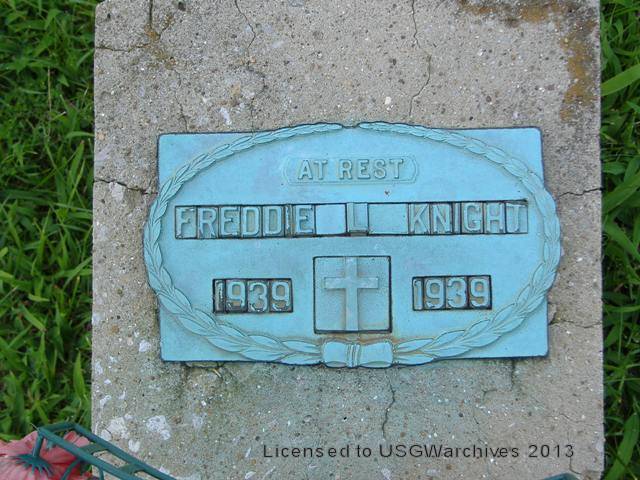 AT REST
FREDDIE L KNIGHT
1939 1939
Licensed to USGWarchives 2013